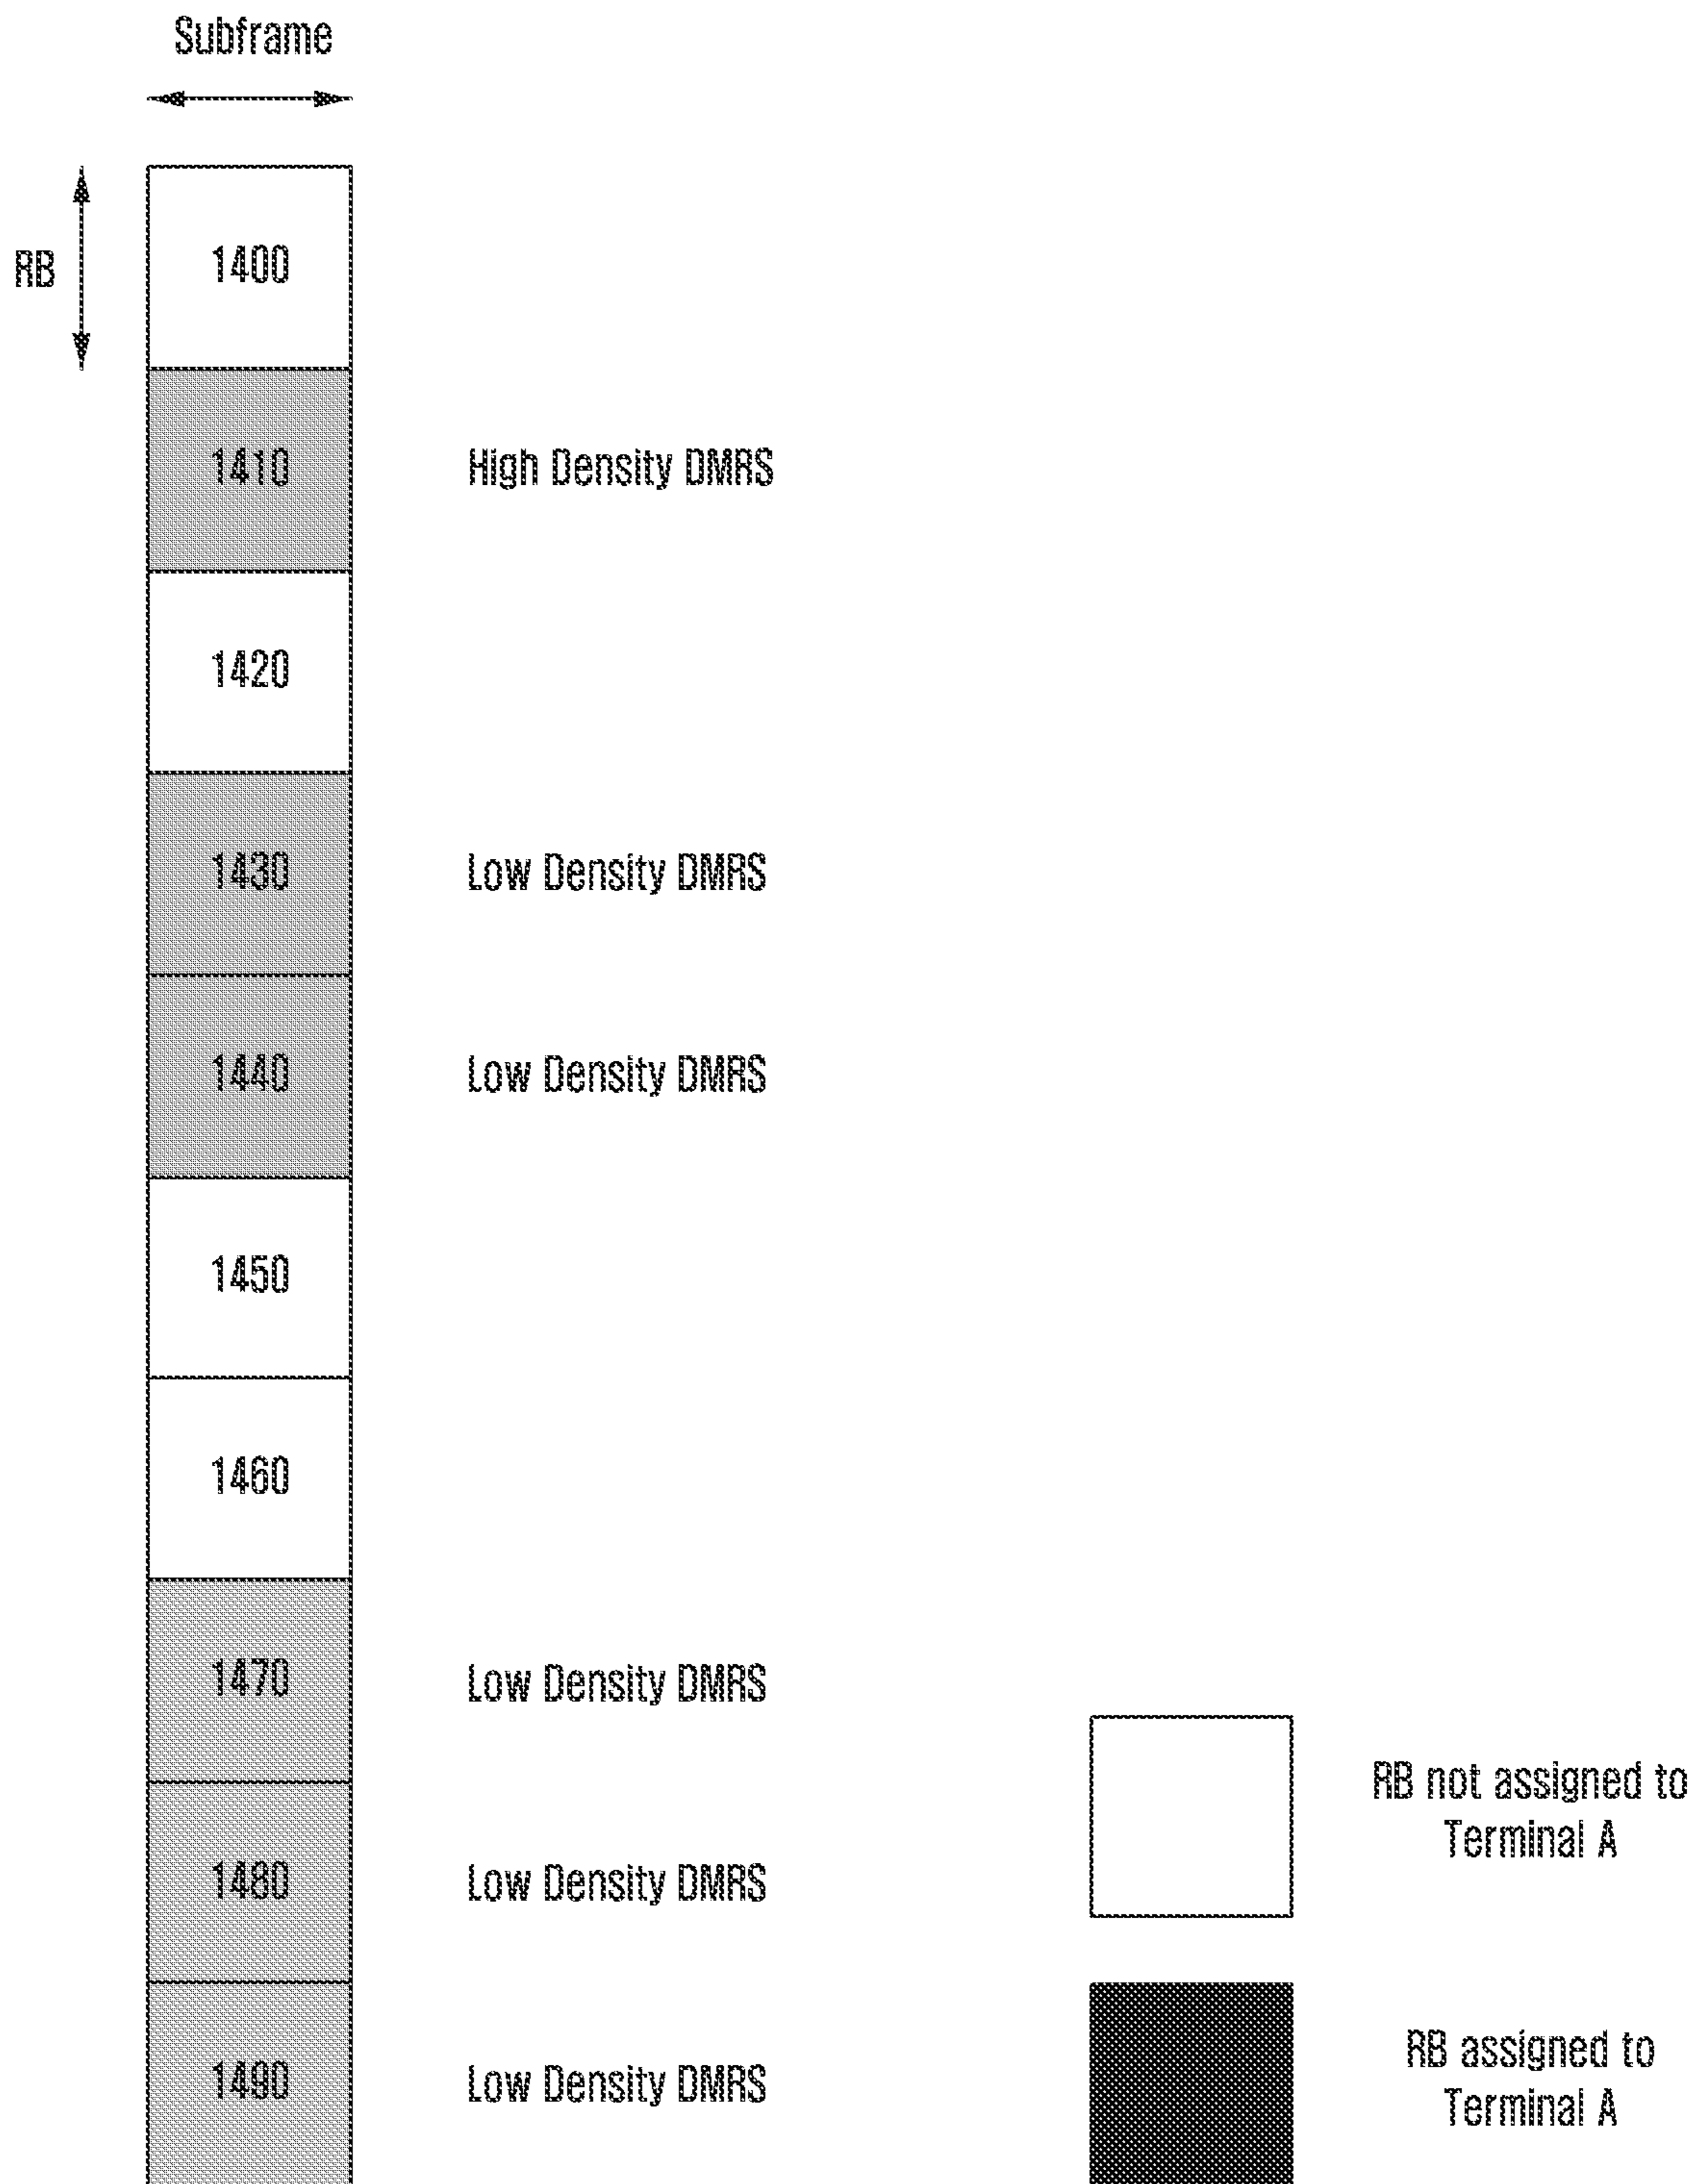 Subframe
RB
1400
1410
High Density DMRS
1420
1430
Low Density DMRS
1440
Low Density DMRS
1450
1460
1470
Low Density DMRS
1480
Low Density DMRS
1490
Low Density DMRS
RB not assigned to
Terminal A
RB assigned to
Terminal A